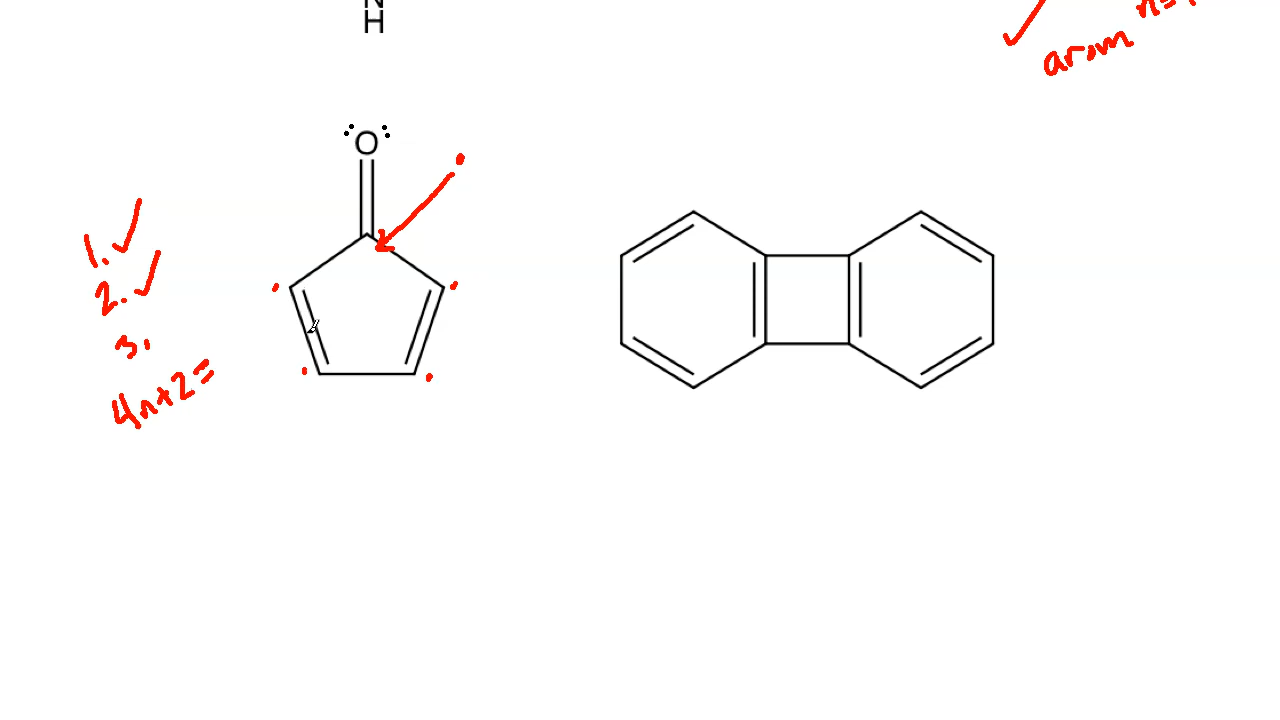 H
n=
arom
:O:
1. ✓
2. ✓
3.
4n+2=